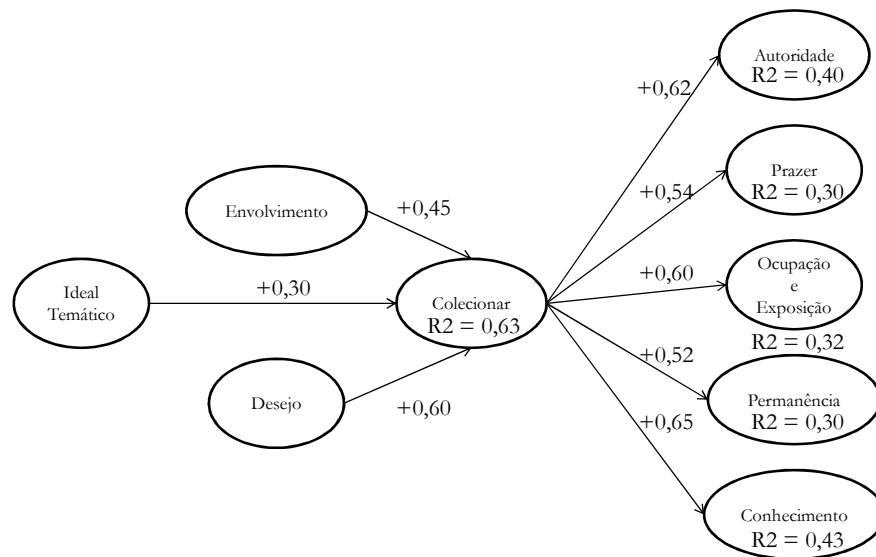 Autoridade
R2 = 0,40
+0,62
Prazer
R2 = 0,30
+0,54
Envolvimento
+0,45
Ideal
Temático
+0,30
Colecionar
R2 = 0,63
+0,60
Ocupação
e
Exposição
R2 = 0,32
Desejo
+0,60
+0,52
Permanência
R2 = 0,30
+0,65
Conhecimento
R2 = 0,43